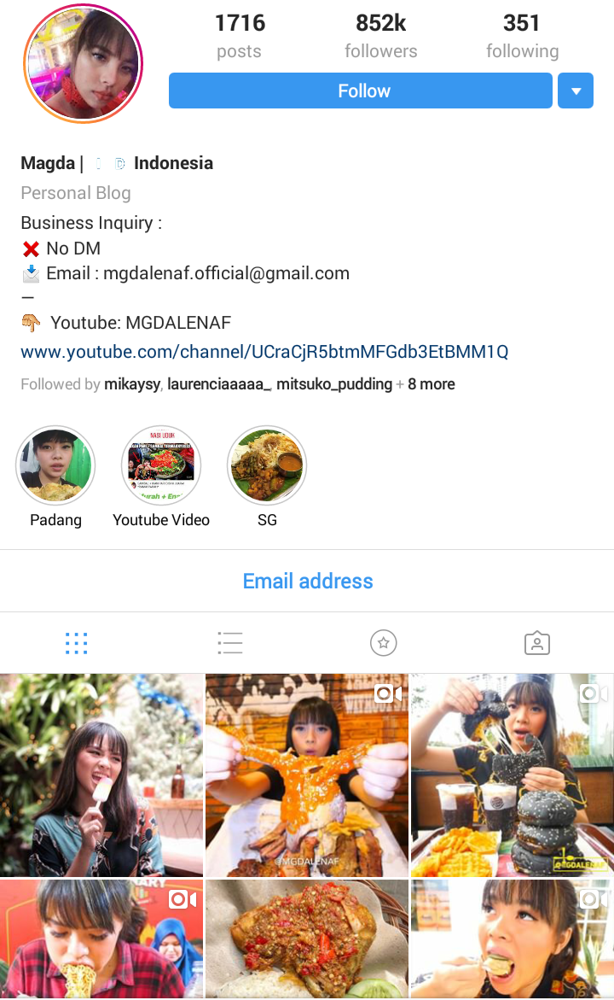 1716 852k 351
posts followers following
Follow
Magda | Indonesia
Personal Blog
Business Inquiry :
❌ No DM
📩 Email : mgdalenaf.official@gmail.com
—
👇 Youtube: MGDALENAF
www.youtube.com/channel/UCraCjR5btmMFGdb3EtBMM1Q
Followed by mikaysy, laurenciaaaaa_, mitsuko_pudding + 8 more
NASI UDUK
Padang Youtube Video SG
Email address
@MGDALENAF
@MGDALENAF